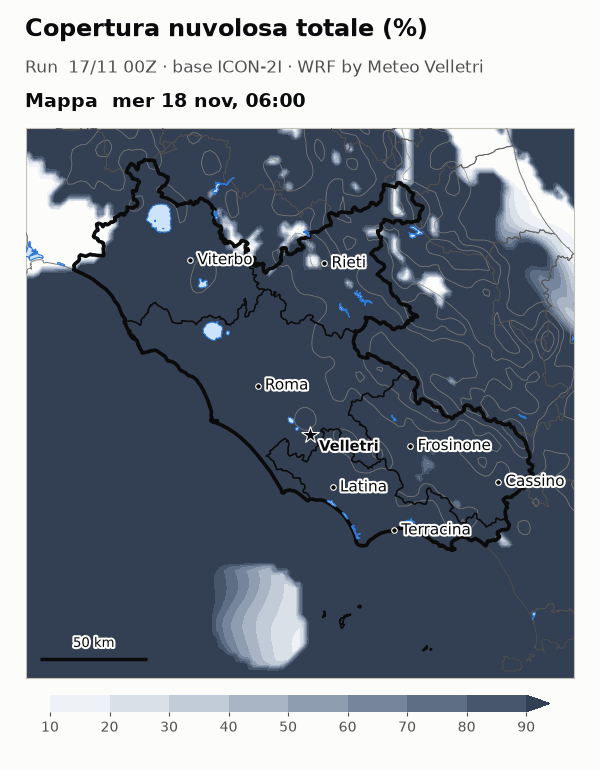 Copertura nuvolosa totale (%)
Run 17/11 00Z · base ICON-2I · WRF by Meteo Velletri
Mappa mer 18 nov, 06:00
Viterbo
Rieti
Roma
Velletri
Frosinone
Cassino
Latina
Terracina
50 km
10 20 30 40 50 60 70 80 90